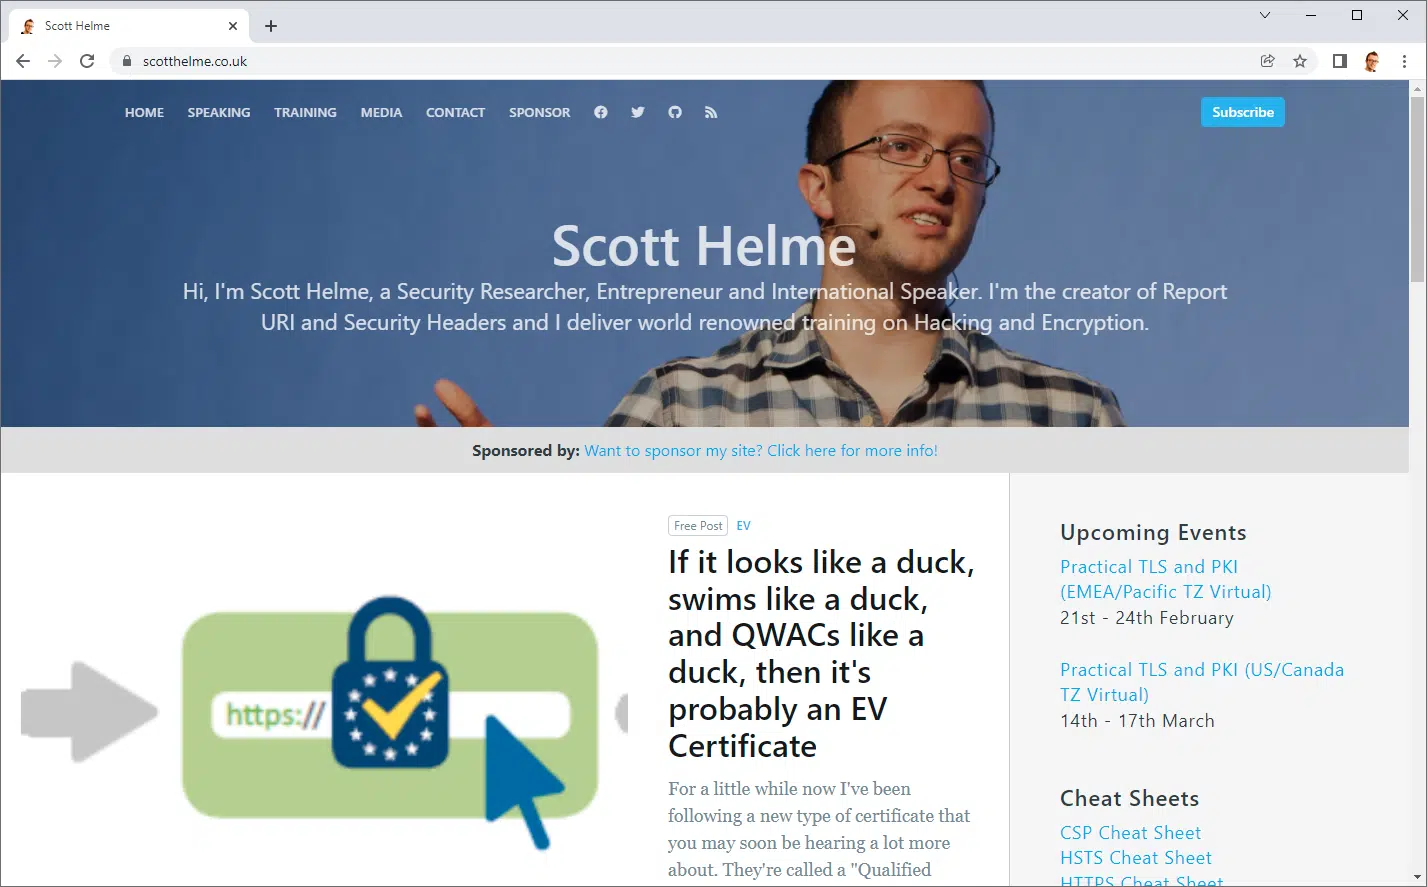 Scott Helme
scotthelme.co.uk
HOME SPEAKING TRAINING MEDIA CONTACT SPONSOR
Subscribe
Scott Helme
Hi, I'm Scott Helme, a Security Researcher, Entrepreneur and International Speaker. I'm the creator of Report
URI and Security Headers and I deliver world renowned training on Hacking and Encryption.
Sponsored by: Want to sponsor my site? Click here for more info!
https://
Free Post EV
If it looks like a duck,
swims like a duck,
and QWACs like a
duck, then it's
probably an EV
Certificate
For a little while now I've been
following a new type of certificate that
you may soon be hearing a lot more
about. They're called a "Qualified
Upcoming Events
Practical TLS and PKI
(EMEA/Pacific TZ Virtual)
21st - 24th February
Practical TLS and PKI (US/Canada
TZ Virtual)
14th - 17th March
Cheat Sheets
CSP Cheat Sheet
HSTS Cheat Sheet
HTTPS Cheat Sheet